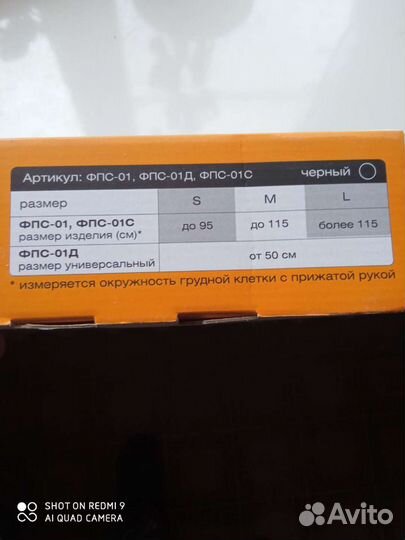 Артикул: ФПС-01, ФПС-01Д, ФПС-01С черный
размер S M L
ФПС-01, ФПС-01С до 95 до 115 более 115
размер изделия (см)*
ФПС-01Д от 50 см
размер универсальный
* измеряется окружность грудной клетки с прижатой рукой
SHOT ON REDMI 9
AI QUAD CAMERA
Avito